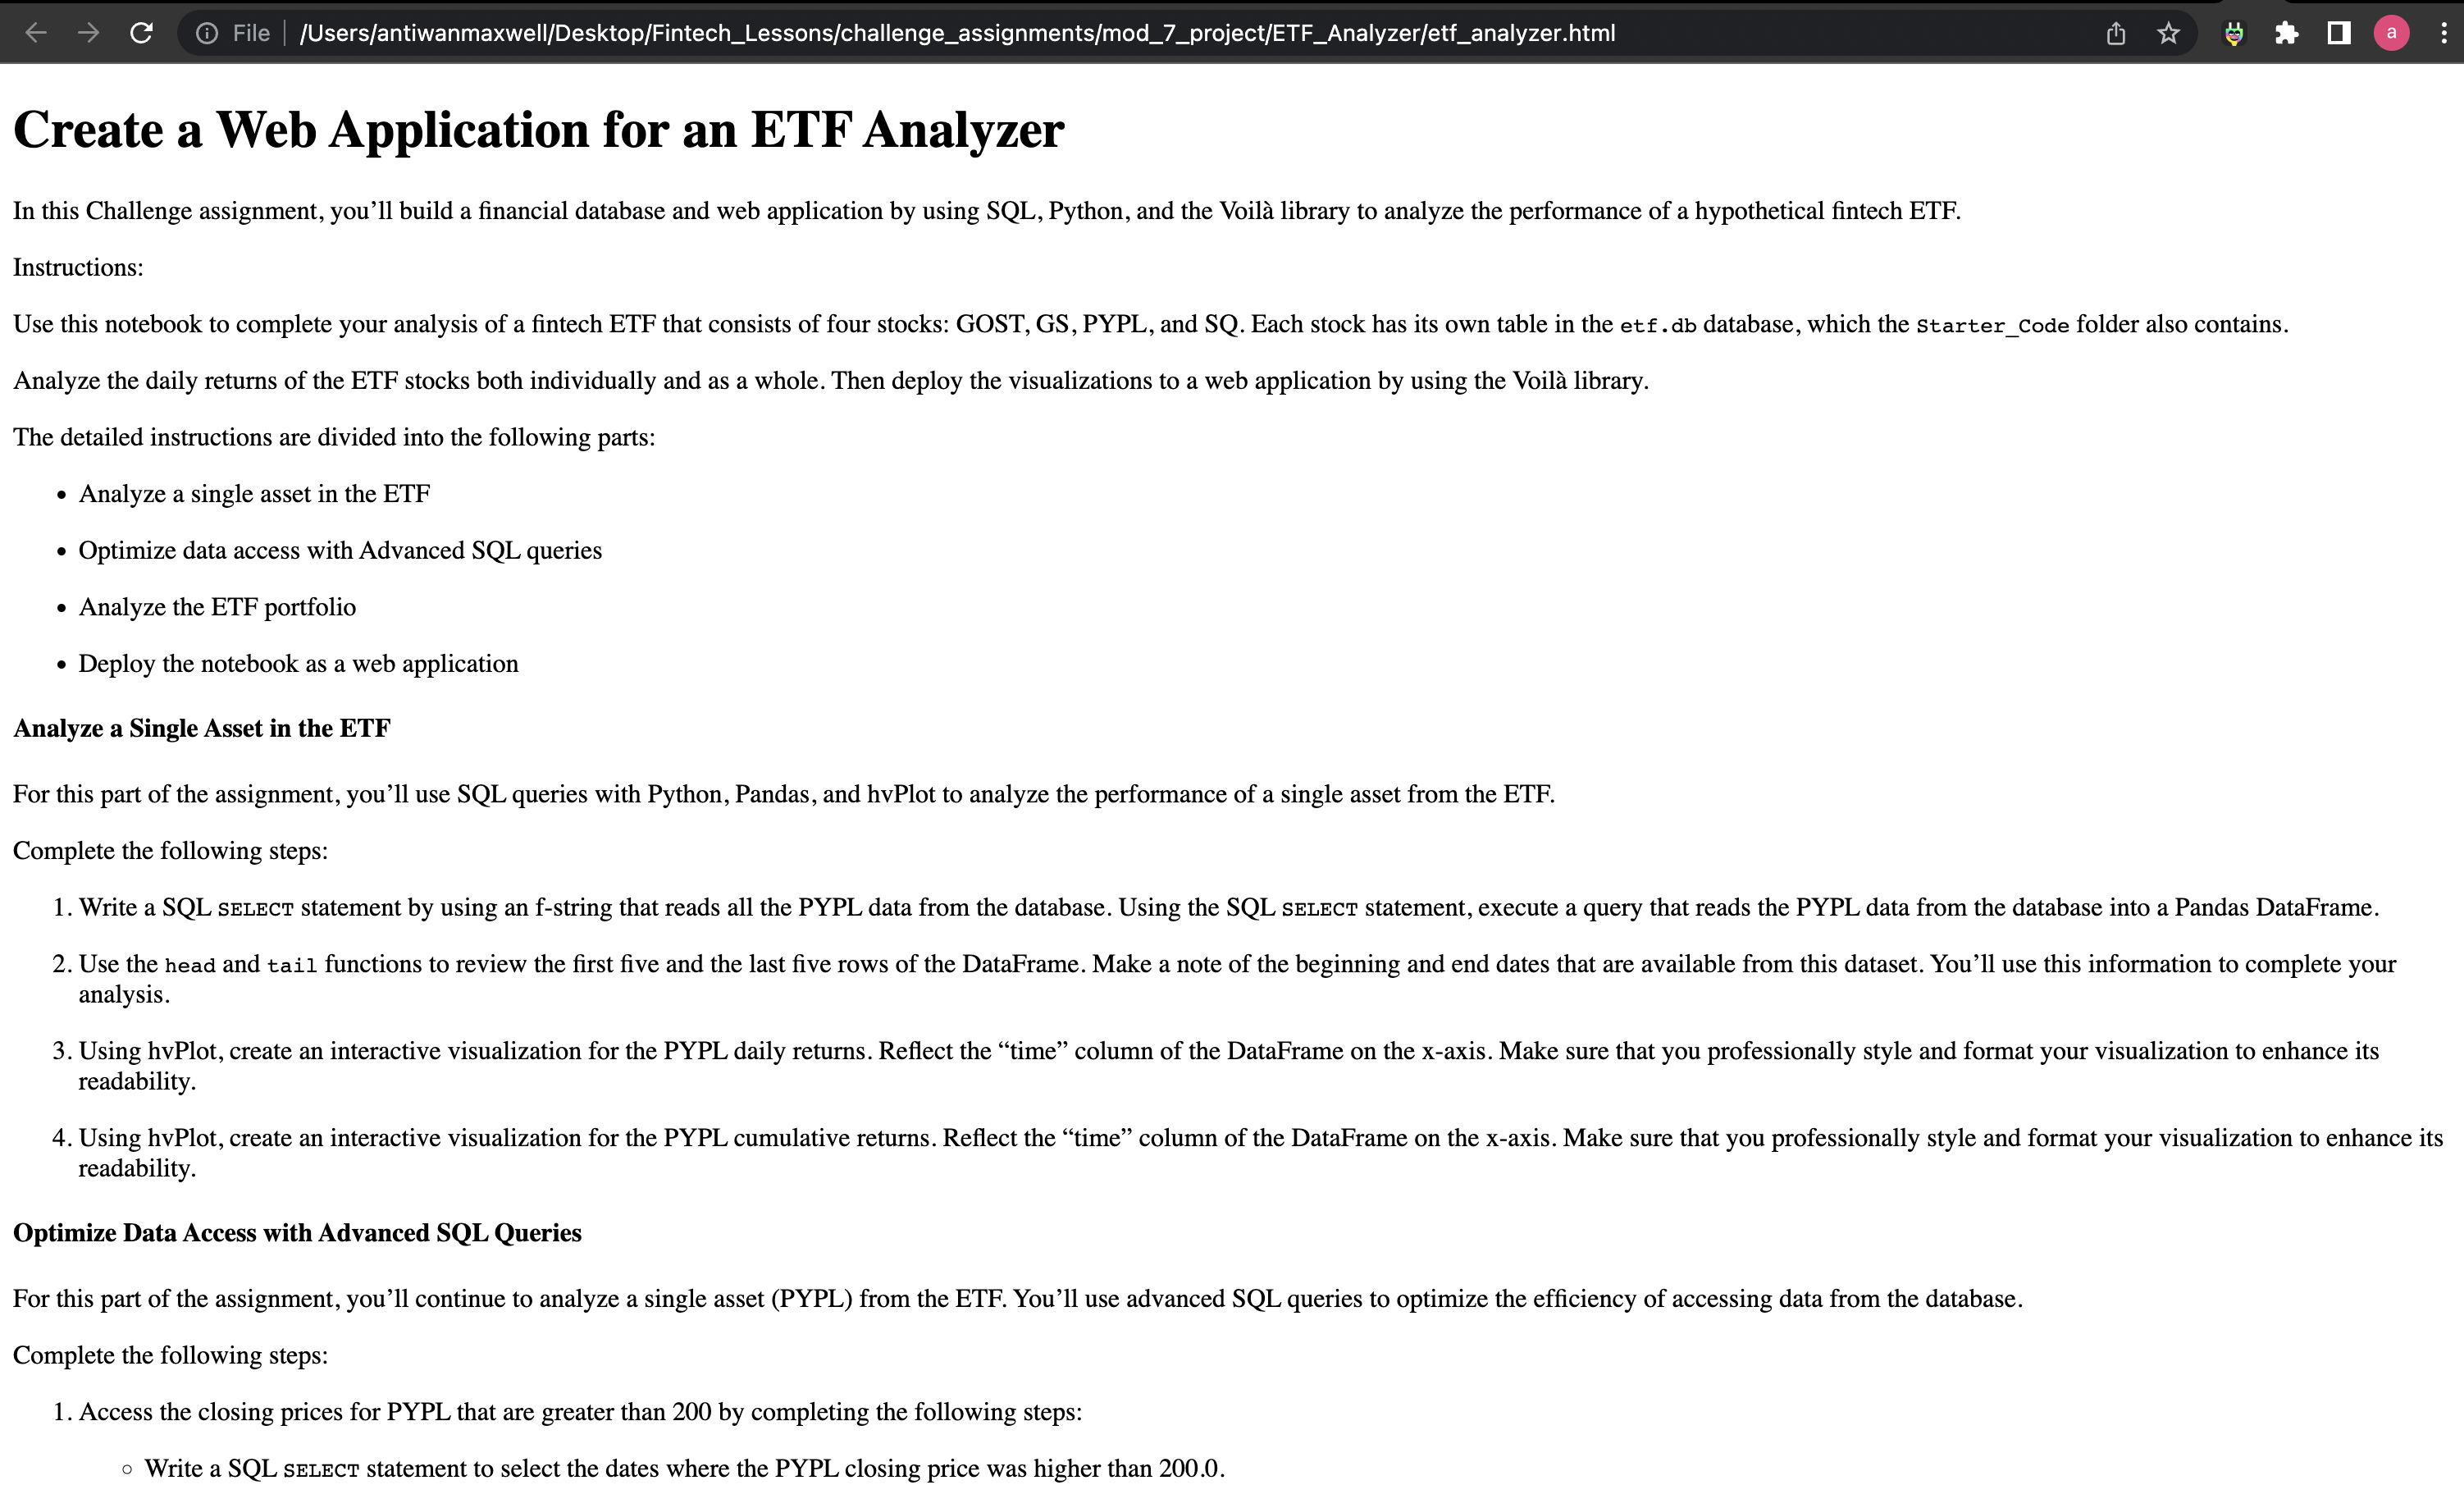 File /Users/antiwanmaxwell/Desktop/Fintech_Lessons/challenge_assignments/mod_7_project/ETF_Analyzer/etf_analyzer.html
a
Create a Web Application for an ETF Analyzer
In this Challenge assignment, you’ll build a financial database and web application by using SQL, Python, and the Voilà library to analyze the performance of a hypothetical fintech ETF.
Instructions:
Use this notebook to complete your analysis of a fintech ETF that consists of four stocks: GOST, GS, PYPL, and SQ. Each stock has its own table in the etf.db database, which the Starter_Code folder also contains.
Analyze the daily returns of the ETF stocks both individually and as a whole. Then deploy the visualizations to a web application by using the Voilà library.
The detailed instructions are divided into the following parts:
• Analyze a single asset in the ETF
• Optimize data access with Advanced SQL queries
• Analyze the ETF portfolio
• Deploy the notebook as a web application
Analyze a Single Asset in the ETF
For this part of the assignment, you’ll use SQL queries with Python, Pandas, and hvPlot to analyze the performance of a single asset from the ETF.
Complete the following steps:
1. Write a SQL SELECT statement by using an f-string that reads all the PYPL data from the database. Using the SQL SELECT statement, execute a query that reads the PYPL data from the database into a Pandas DataFrame.
2. Use the head and tail functions to review the first five and the last five rows of the DataFrame. Make a note of the beginning and end dates that are available from this dataset. You’ll use this information to complete your
analysis.
3. Using hvPlot, create an interactive visualization for the PYPL daily returns. Reflect the “time” column of the DataFrame on the x-axis. Make sure that you professionally style and format your visualization to enhance its
readability.
4. Using hvPlot, create an interactive visualization for the PYPL cumulative returns. Reflect the “time” column of the DataFrame on the x-axis. Make sure that you professionally style and format your visualization to enhance its
readability.
Optimize Data Access with Advanced SQL Queries
For this part of the assignment, you’ll continue to analyze a single asset (PYPL) from the ETF. You’ll use advanced SQL queries to optimize the efficiency of accessing data from the database.
Complete the following steps:
1. Access the closing prices for PYPL that are greater than 200 by completing the following steps:
◦ Write a SQL SELECT statement to select the dates where the PYPL closing price was higher than 200.0.